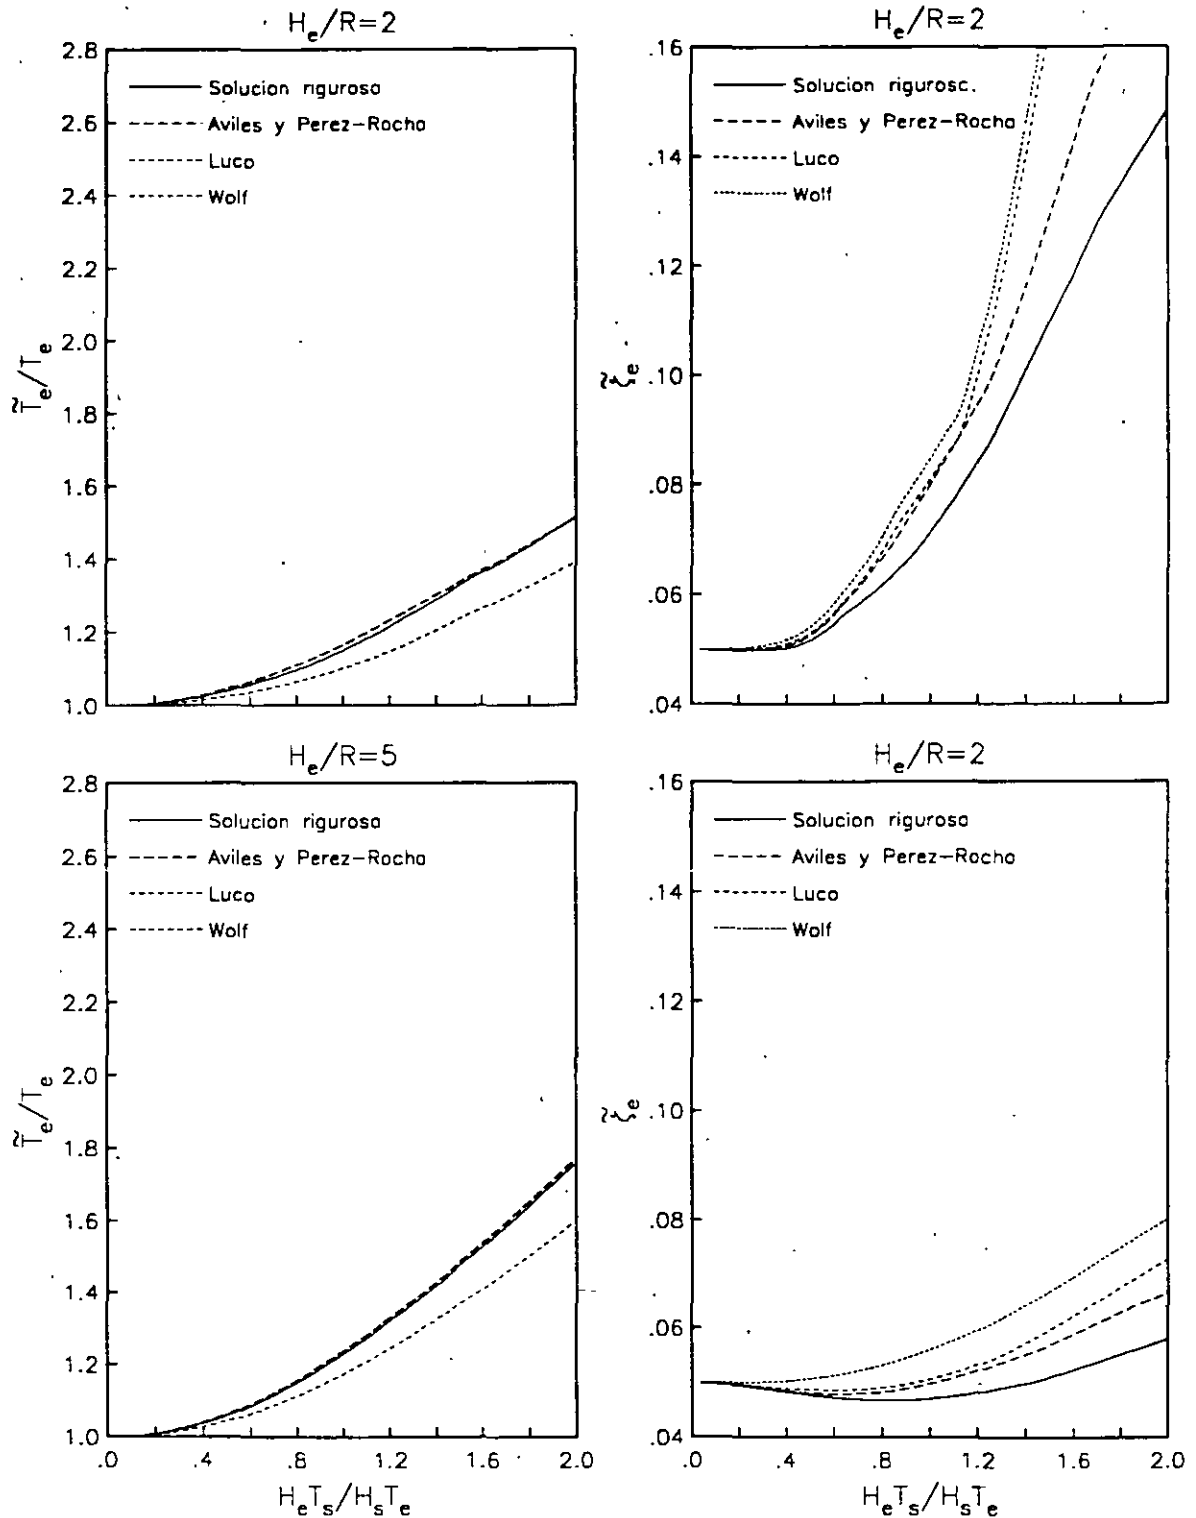 H_e/R=2
2.8
2.6
2.4
2.2
2.0
1.8
1.6
1.4
1.2
1.0
T̃_e/T_e
Solucion rigurosa
Aviles y Perez-Rocha
Luco
Wolf
H_e/R=2
.16
.14
.12
.10
.08
.06
.04
ζ̃_e
Solucion rigurosc.
Aviles y Perez-Rocha
Luco
Wolf
H_e/R=5
2.8
2.6
2.4
2.2
2.0
1.8
1.6
1.4
1.2
1.0
T̃_e/T_e
Solucion rigurosa
Aviles y Perez-Rocha
Luco
Wolf
.0 .4 .8 1.2 1.6 2.0
H_eT_s/H_sT_e
H_e/R=2
.16
.14
.12
.10
.08
.06
.04
ζ̃_e
Solucion rigurosa
Aviles y Perez-Rocha
Luco
Wolf
.0 .4 .8 1.2 1.6 2.0
H_eT_s/H_sT_e